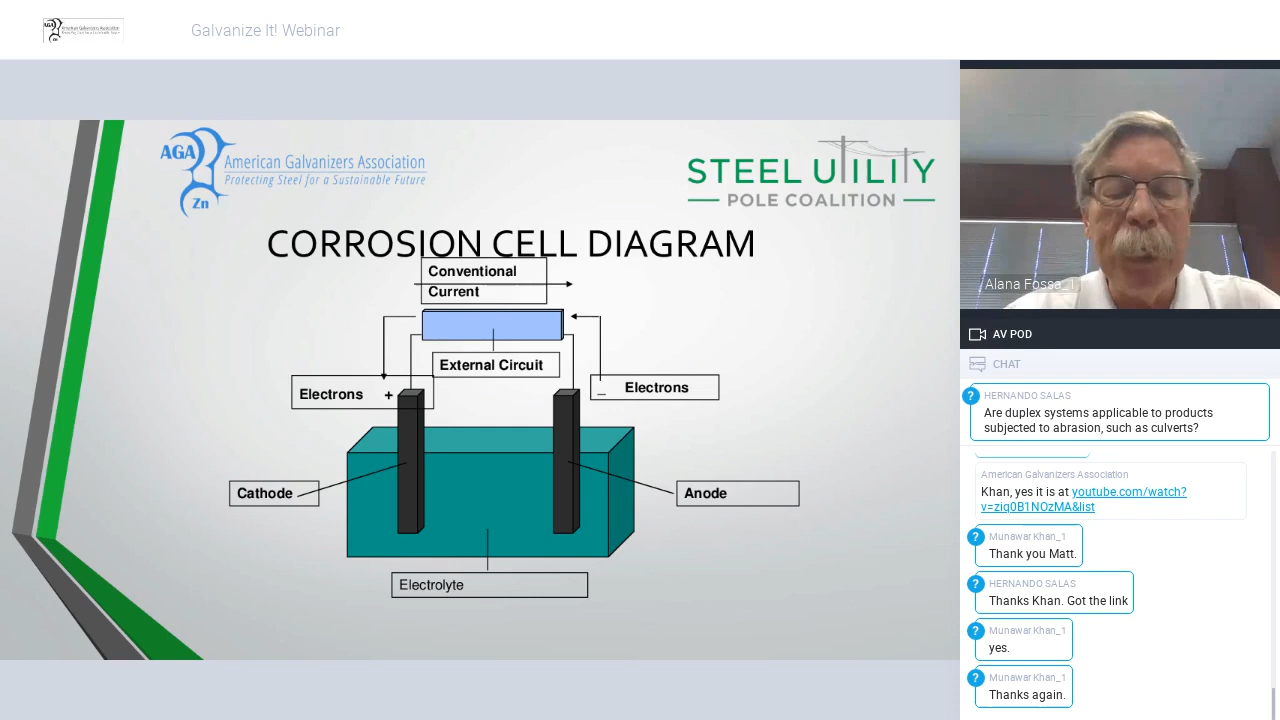 AGA
Zn
Galvanize It! Webinar
AGA
American Galvanizers Association
Protecting Steel for a Sustainable Future
Zn
STEEL UTILITY
POLE COALITION
CORROSION CELL DIAGRAM
Conventional
Current
External Circuit
Electrons +
_ Electrons
Cathode
Anode
Electrolyte
Alana Fossa_1
AV POD
CHAT
? HERNANDO SALAS
Are duplex systems applicable to products
subjected to abrasion, such as culverts?
American Galvanizers Association
Khan, yes it is at youtube.com/watch?
v=ziq0B1NOzMA&list
? Munawar Khan_1
Thank you Matt.
? HERNANDO SALAS
Thanks Khan. Got the link
? Munawar Khan_1
yes.
? Munawar Khan_1
Thanks again.